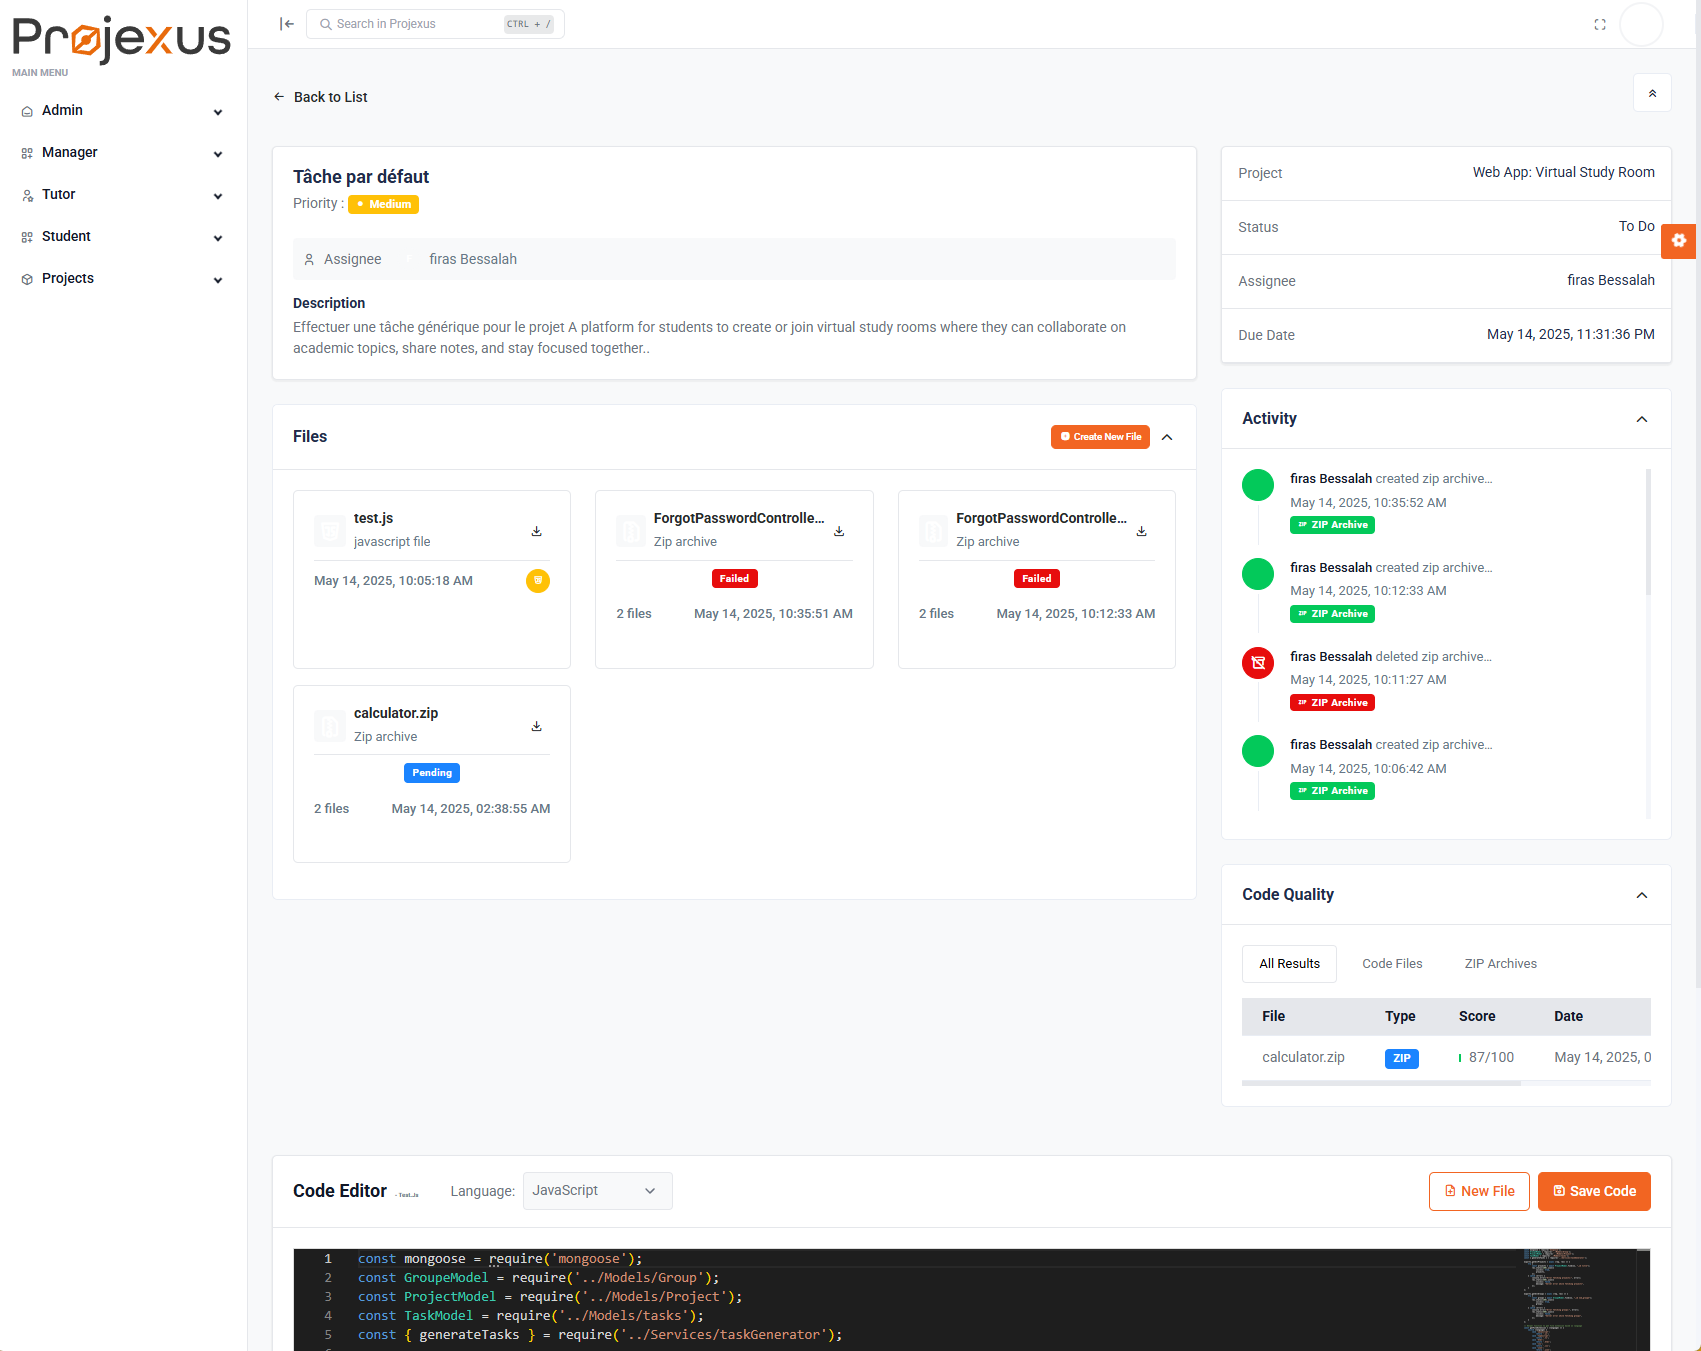 Projexus
MAIN MENU
Admin
Manager
Tutor
Student
Projects
Search in Projexus
CTRL + /
Back to List
Tâche par défaut
Priority : Medium
Assignee firas Bessalah
Description
Effectuer une tâche générique pour le projet A platform for students to create or join virtual study rooms where they can collaborate on
academic topics, share notes, and stay focused together..
Project Web App: Virtual Study Room
Status To Do
Assignee firas Bessalah
Due Date May 14, 2025, 11:31:36 PM
Files
Create New File
test.js
javascript file
May 14, 2025, 10:05:18 AM
ForgotPasswordControlle...
Zip archive
Failed
2 files May 14, 2025, 10:35:51 AM
ForgotPasswordControlle...
Zip archive
Failed
2 files May 14, 2025, 10:12:33 AM
calculator.zip
Zip archive
Pending
2 files May 14, 2025, 02:38:55 AM
Activity
firas Bessalah created zip archive...
May 14, 2025, 10:35:52 AM
ZIP ZIP Archive
firas Bessalah created zip archive...
May 14, 2025, 10:12:33 AM
ZIP ZIP Archive
firas Bessalah deleted zip archive...
May 14, 2025, 10:11:27 AM
ZIP ZIP Archive
firas Bessalah created zip archive...
May 14, 2025, 10:06:42 AM
ZIP ZIP Archive
Code Quality
All Results Code Files ZIP Archives
File Type Score Date
calculator.zip ZIP 87/100 May 14, 2025, 0
Code Editor - Test.Js Language: JavaScript
New File
Save Code
1 const mongoose = require('mongoose');
2 const GroupeModel = require('../Models/Group');
3 const ProjectModel = require('../Models/Project');
4 const TaskModel = require('../Models/tasks');
5 const { generateTasks } = require('../Services/taskGenerator');